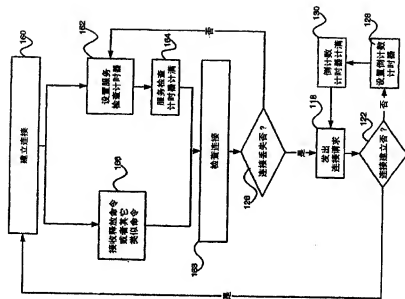 160
建立连接
162
设置服务
检查计时器
164
服务检查
计时器计满
否
166
接收释放命令
或者其它
类似命令
168
检查连接
126
连接丢失否？
是
130
倒计数
计时器计满
128
设置倒计数
计时器
118
发出
连接请求
122
连接建立否？
否
是